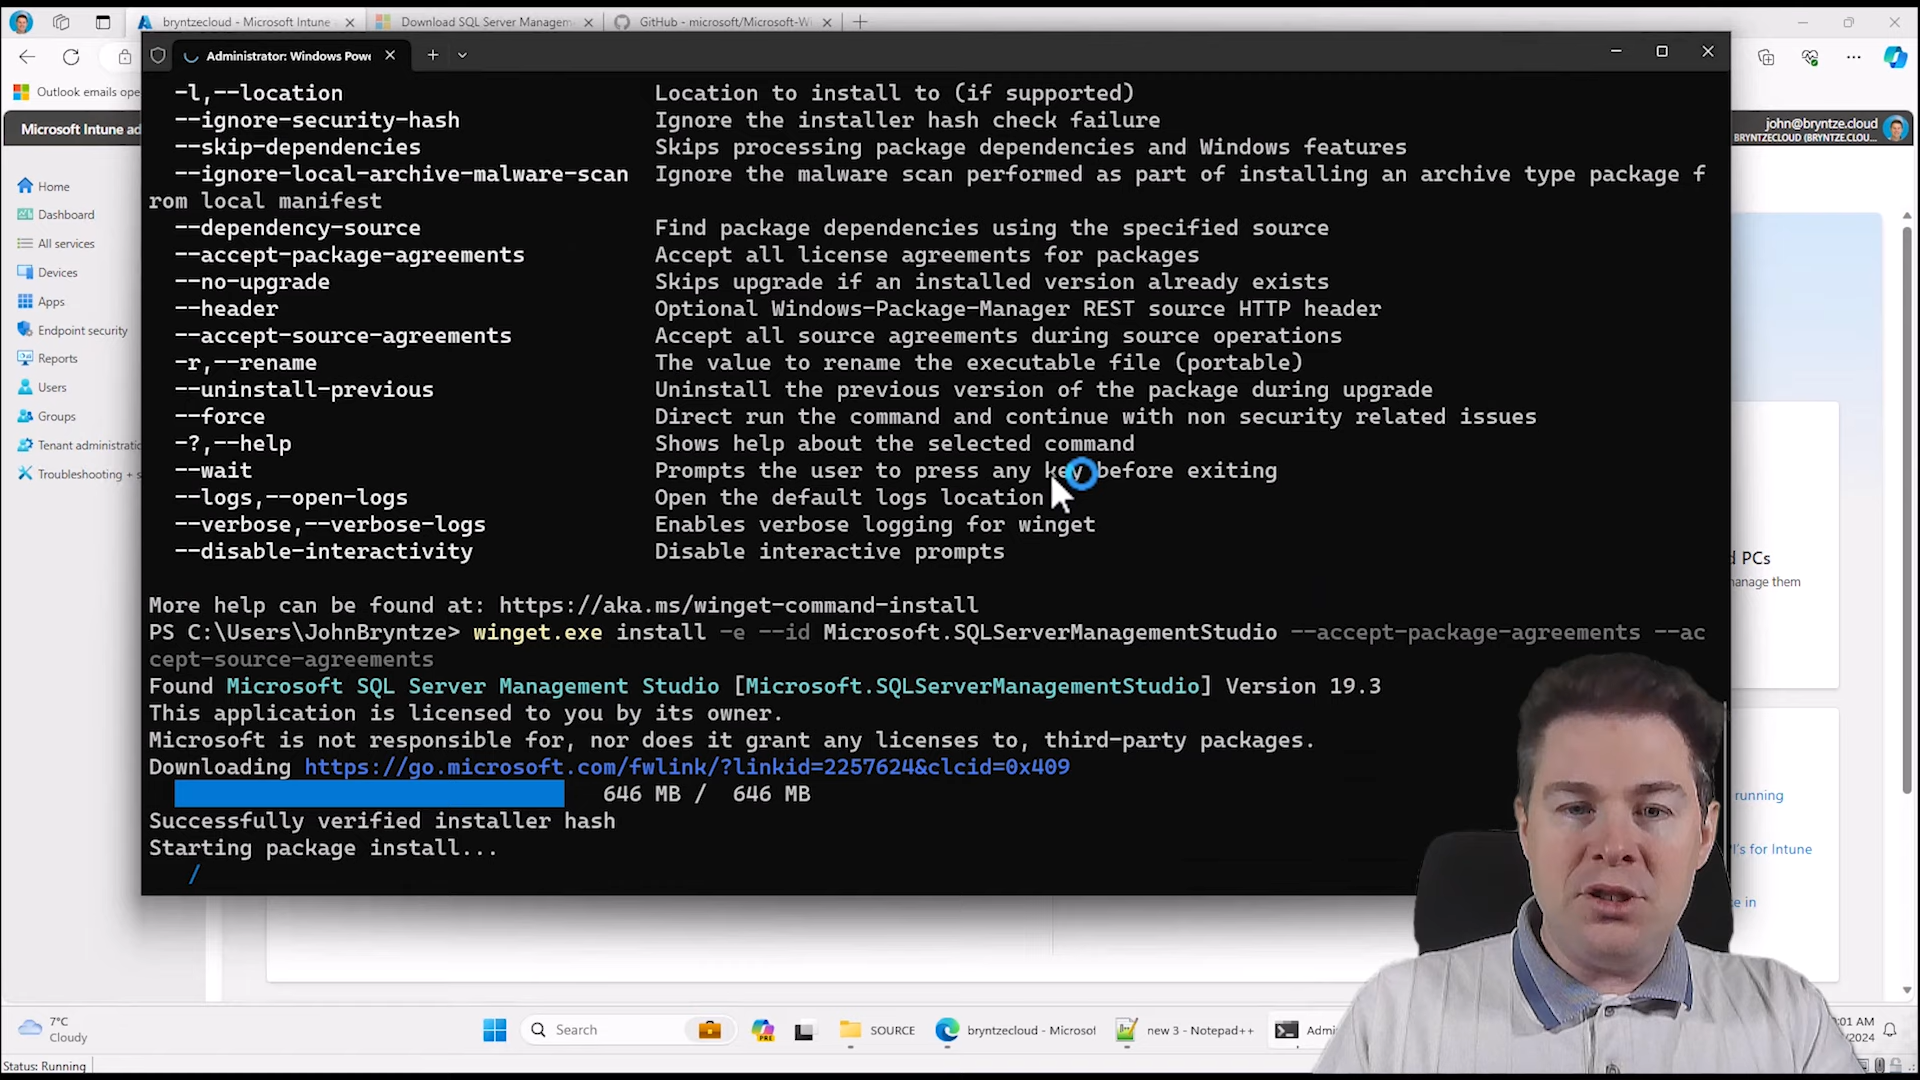 bryntzecloud - Microsoft Intune
Download SQL Server Managem
GitHub - microsoft/Microsoft-W
Administrator: Windows Powe
Outlook emails ope
Microsoft Intune ad
john@bryntze.cloud
BRYNTZECLOUD (BRYNTZE.CLOU...
Home
Dashboard
All services
Devices
Apps
Endpoint security
Reports
Users
Groups
Tenant administratio
Troubleshooting + s
-l,--location Location to install to (if supported)
--ignore-security-hash Ignore the installer hash check failure
--skip-dependencies Skips processing package dependencies and Windows features
--ignore-local-archive-malware-scan Ignore the malware scan performed as part of installing an archive type package f
rom local manifest
--dependency-source Find package dependencies using the specified source
--accept-package-agreements Accept all license agreements for packages
--no-upgrade Skips upgrade if an installed version already exists
--header Optional Windows-Package-Manager REST source HTTP header
--accept-source-agreements Accept all source agreements during source operations
-r,--rename The value to rename the executable file (portable)
--uninstall-previous Uninstall the previous version of the package during upgrade
--force Direct run the command and continue with non security related issues
-?,--help Shows help about the selected command
--wait Prompts the user to press any key before exiting
--logs,--open-logs Open the default logs location
--verbose,--verbose-logs Enables verbose logging for winget
--disable-interactivity Disable interactive prompts
More help can be found at: https://aka.ms/winget-command-install
PS C:\Users\JohnBryntze> winget.exe install -e --id Microsoft.SQLServerManagementStudio --accept-package-agreements --ac
cept-source-agreements
Found Microsoft SQL Server Management Studio [Microsoft.SQLServerManagementStudio] Version 19.3
This application is licensed to you by its owner.
Microsoft is not responsible for, nor does it grant any licenses to, third-party packages.
Downloading https://go.microsoft.com/fwlink/?linkid=2257624&clcid=0x409
646 MB / 646 MB
Successfully verified installer hash
Starting package install...
/
d PCs
nanage them
running
I's for Intune
e in
7°C
Cloudy
Search
PRE
SOURCE
bryntzecloud - Microsof
new 3 - Notepad++
Admi
:01 AM
/2024
Status: Running